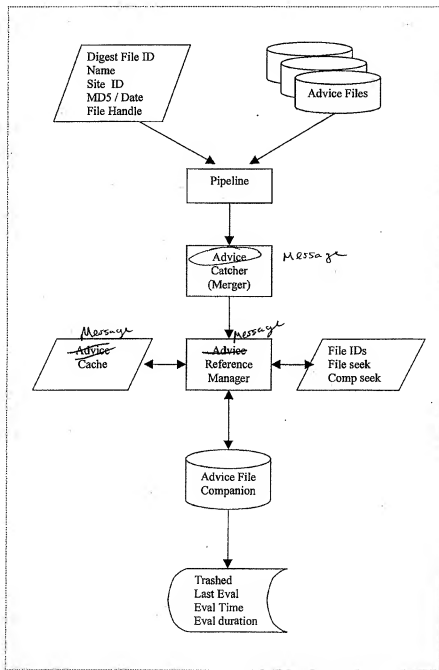 Digest File ID
Name
Site ID
MD5 / Date
File Handle
Advice Files
Pipeline
Advice
Catcher
(Merger)
Message
Message
Advice
Cache
Message
Advice
Reference
Manager
File IDs
File seek
Comp seek
Advice File
Companion
Trashed
Last Eval
Eval Time
Eval duration